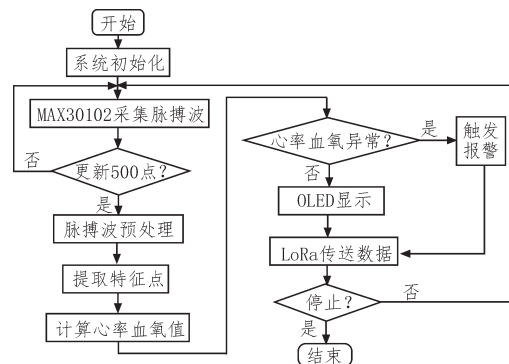 开始
系统初始化
MAX30102采集脉搏波
否
更新500点?
是
脉搏波预处理
提取特征点
计算心率血氧值
心率血氧异常?
是
触发
报警
否
OLED显示
LoRa传送数据
停止?
否
是
结束